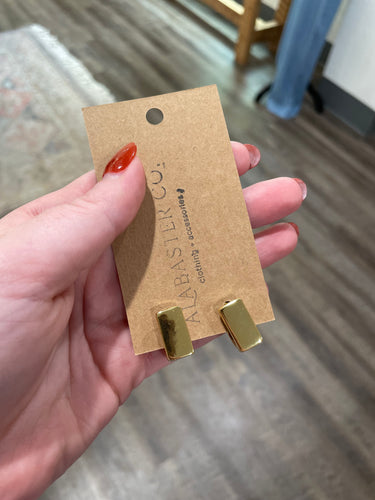 ALABASTER CO.
clothing + accessories